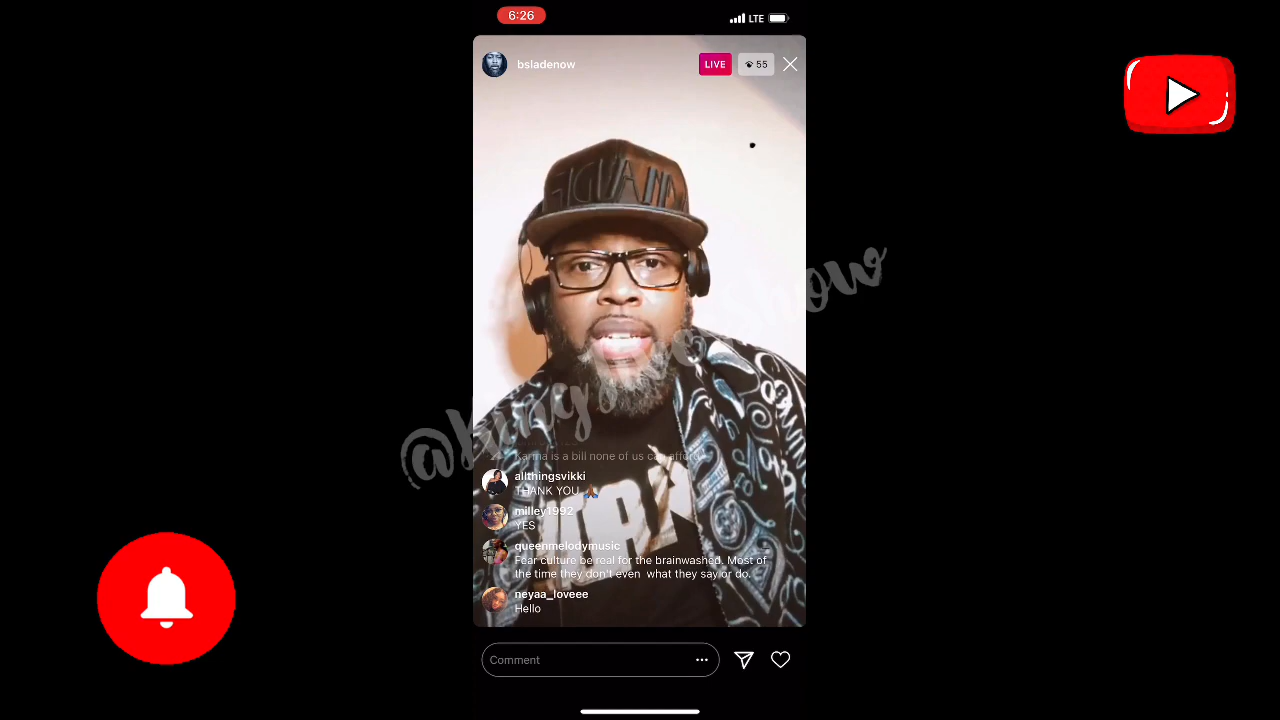 6:26
LTE
bsladenow
LIVE
55
Karma is a bill none of us can afford
allthingsvikki
THANK YOU 🙏🏾
milley1992
YES
queenmelodymusic
Fear culture be real for the brainwashed. Most of
the time they don't even what they say or do.
neyaa_loveee
Hello
Comment